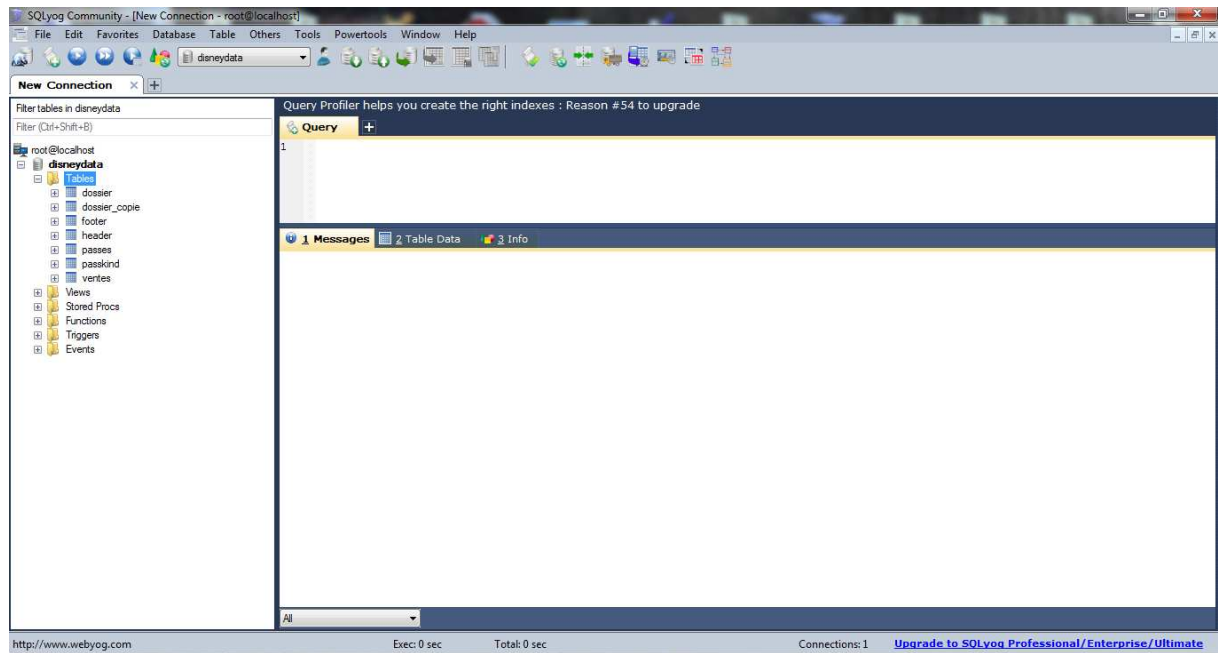 SQLyog Community - [New Connection - root@localhost]
File Edit Favorites Database Table Others Tools Powertools Window Help
disneydata
New Connection
Filter tables in disneydata
Filter (Ctrl+Shift+B)
root@localhost
disneydata
Tables
dossier
dossier_copie
footer
header
passes
passkind
ventes
Views
Stored Procs
Functions
Triggers
Events
Query Profiler helps you create the right indexes : Reason #54 to upgrade
Query
1
1 Messages 2 Table Data 3 Info
All
http://www.webyog.com Exec: 0 sec Total: 0 sec Connections: 1 Upgrade to SQLyog Professional/Enterprise/Ultimate